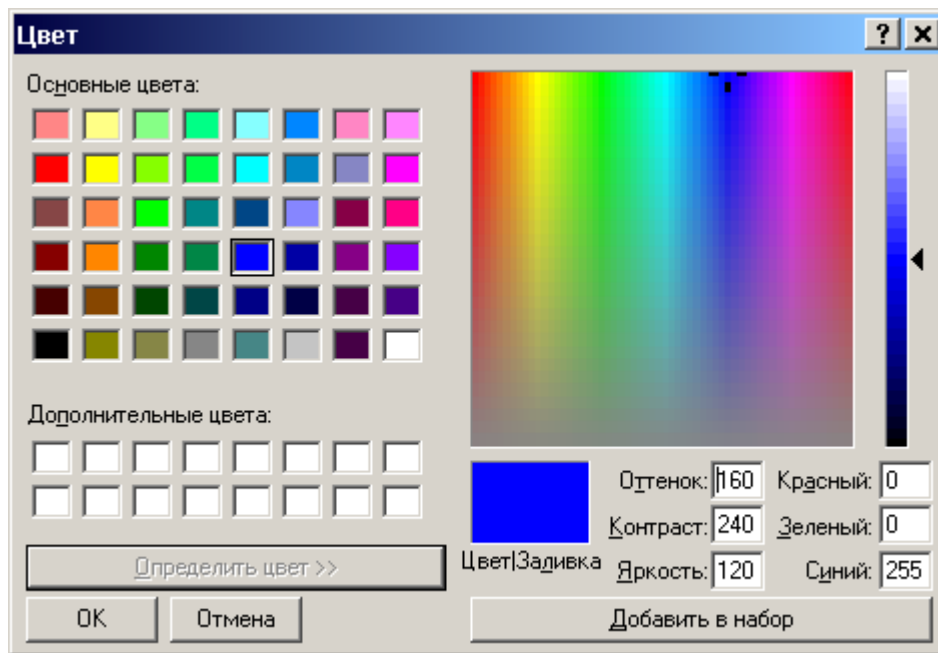 Цвет
Основные цвета:
Дополнительные цвета:
Определить цвет >>
OK
Отмена
Цвет|Заливка
Оттенок: 160
Контраст: 240
Яркость: 120
Красный: 0
Зеленый: 0
Синий: 255
Добавить в набор